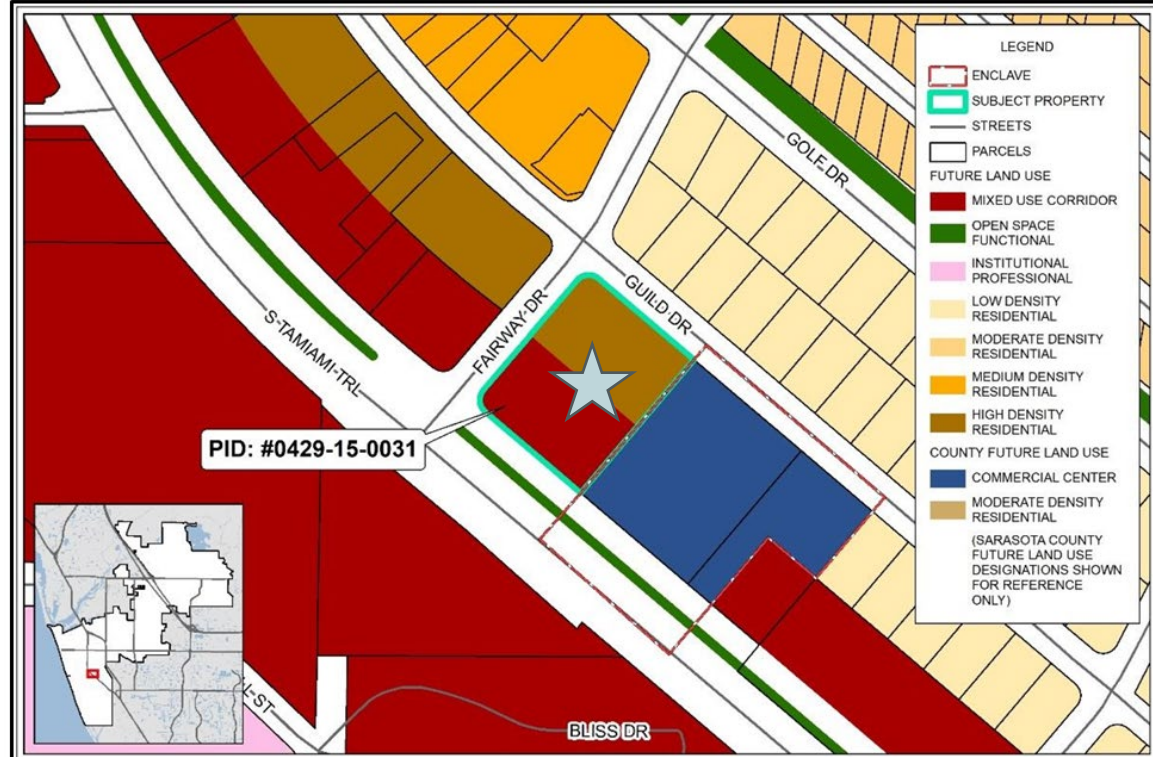 LEGEND
ENCLAVE
SUBJECT PROPERTY
STREETS
PARCELS
FUTURE LAND USE
MIXED USE CORRIDOR
OPEN SPACE
FUNCTIONAL
INSTITUTIONAL
PROFESSIONAL
LOW DENSITY
RESIDENTIAL
MODERATE DENSITY
RESIDENTIAL
MEDIUM DENSITY
RESIDENTIAL
HIGH DENSITY
RESIDENTIAL
COUNTY FUTURE LAND USE
COMMERCIAL CENTER
MODERATE DENSITY
RESIDENTIAL
(SARASOTA COUNTY
FUTURE LAND USE
DESIGNATIONS SHOWN
FOR REFERENCE
ONLY)
GOLF DR
GUILD DR
FAIRWAY DR
S TAMIAMI TRL
PID: #0429-15-0031
L ST
BLISS DR